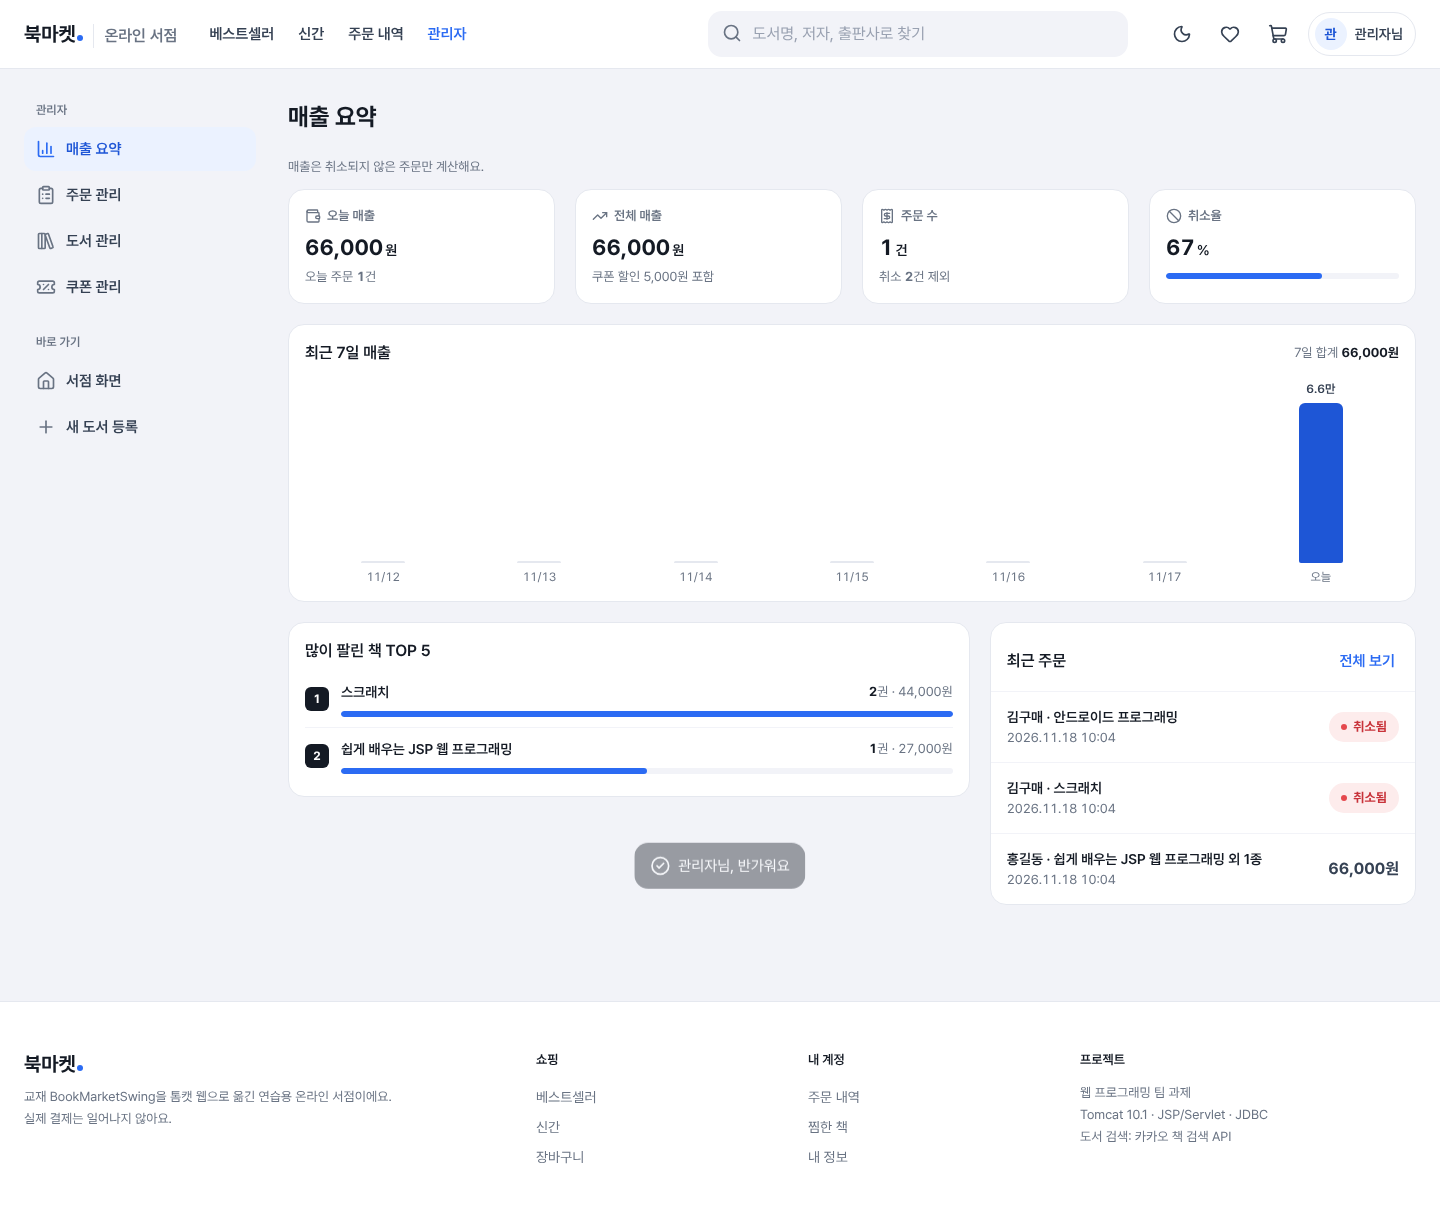 북마켓
온라인 서점
베스트셀러
신간
주문 내역
관리자
도서명, 저자, 출판사로 찾기
관
관리자님
관리자
매출 요약
주문 관리
도서 관리
쿠폰 관리
바로 가기
서점 화면
새 도서 등록
매출 요약
매출은 취소되지 않은 주문만 계산해요.
오늘 매출
66,000원
오늘 주문 1건
전체 매출
66,000원
쿠폰 할인 5,000원 포함
주문 수
1건
취소 2건 제외
취소율
67%
최근 7일 매출
7일 합계 66,000원
6.6만
11/12
11/13
11/14
11/15
11/16
11/17
오늘
많이 팔린 책 TOP 5
1
스크래치
2권 · 44,000원
2
쉽게 배우는 JSP 웹 프로그래밍
1권 · 27,000원
최근 주문
전체 보기
김구매 · 안드로이드 프로그래밍
2026.11.18 10:04
취소됨
김구매 · 스크래치
2026.11.18 10:04
취소됨
홍길동 · 쉽게 배우는 JSP 웹 프로그래밍 외 1종
2026.11.18 10:04
66,000원
관리자님, 반가워요
북마켓
교재 BookMarketSwing을 톰캣 웹으로 옮긴 연습용 온라인 서점이에요.
실제 결제는 일어나지 않아요.
쇼핑
베스트셀러
신간
장바구니
내 계정
주문 내역
찜한 책
내 정보
프로젝트
웹 프로그래밍 팀 과제
Tomcat 10.1 · JSP/Servlet · JDBC
도서 검색: 카카오 책 검색 API